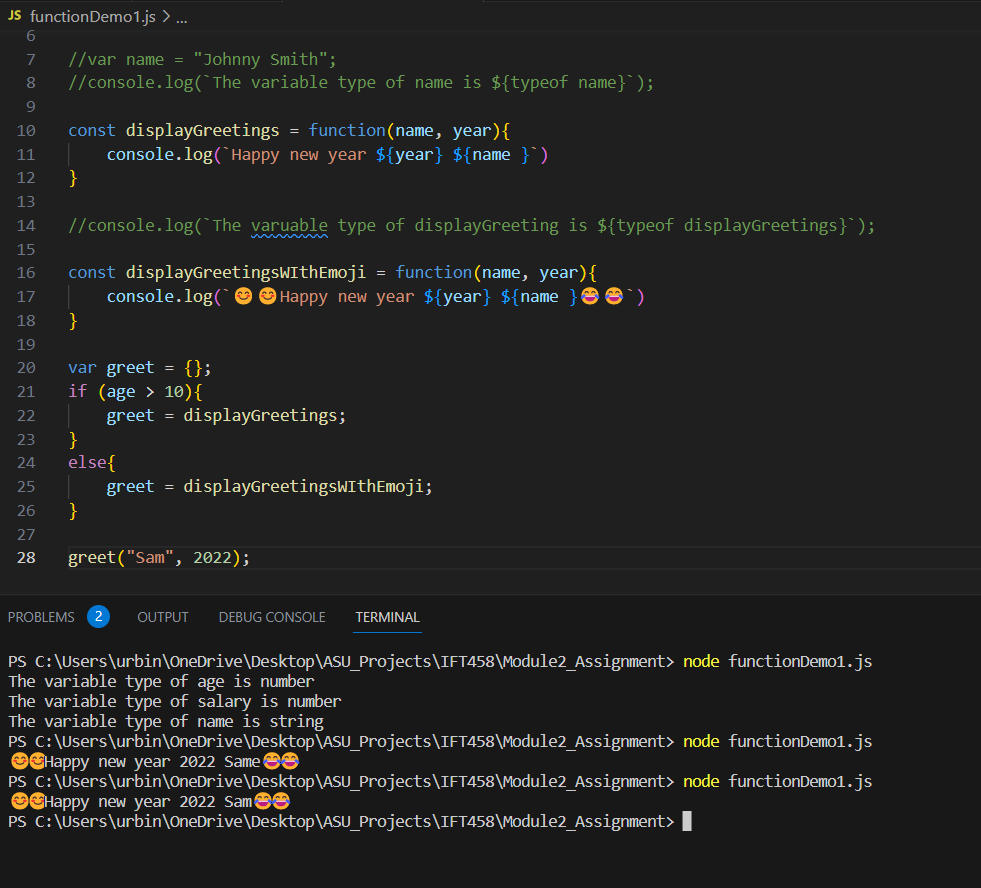 JS functionDemo1.js > ...
6
7 //var name = "Johnny Smith";
8 //console.log(`The variable type of name is ${typeof name}`);
9
10 const displayGreetings = function(name, year){
11     console.log(`Happy new year ${year} ${name }`)
12 }
13
14 //console.log(`The varuable type of displayGreeting is ${typeof displayGreetings}`);
15
16 const displayGreetingsWIthEmoji = function(name, year){
17     console.log(`😊😊Happy new year ${year} ${name }😂😂`)
18 }
19
20 var greet = {};
21 if (age > 10){
22     greet = displayGreetings;
23 }
24 else{
25     greet = displayGreetingsWIthEmoji;
26 }
27
28 greet("Sam", 2022);
PROBLEMS 2 OUTPUT DEBUG CONSOLE TERMINAL
PS C:\Users\urbin\OneDrive\Desktop\ASU_Projects\IFT458\Module2_Assignment> node functionDemo1.js
The variable type of age is number
The variable type of salary is number
The variable type of name is string
PS C:\Users\urbin\OneDrive\Desktop\ASU_Projects\IFT458\Module2_Assignment> node functionDemo1.js
😊😊Happy new year 2022 Same😂😂
PS C:\Users\urbin\OneDrive\Desktop\ASU_Projects\IFT458\Module2_Assignment> node functionDemo1.js
😊😊Happy new year 2022 Sam😂😂
PS C:\Users\urbin\OneDrive\Desktop\ASU_Projects\IFT458\Module2_Assignment>